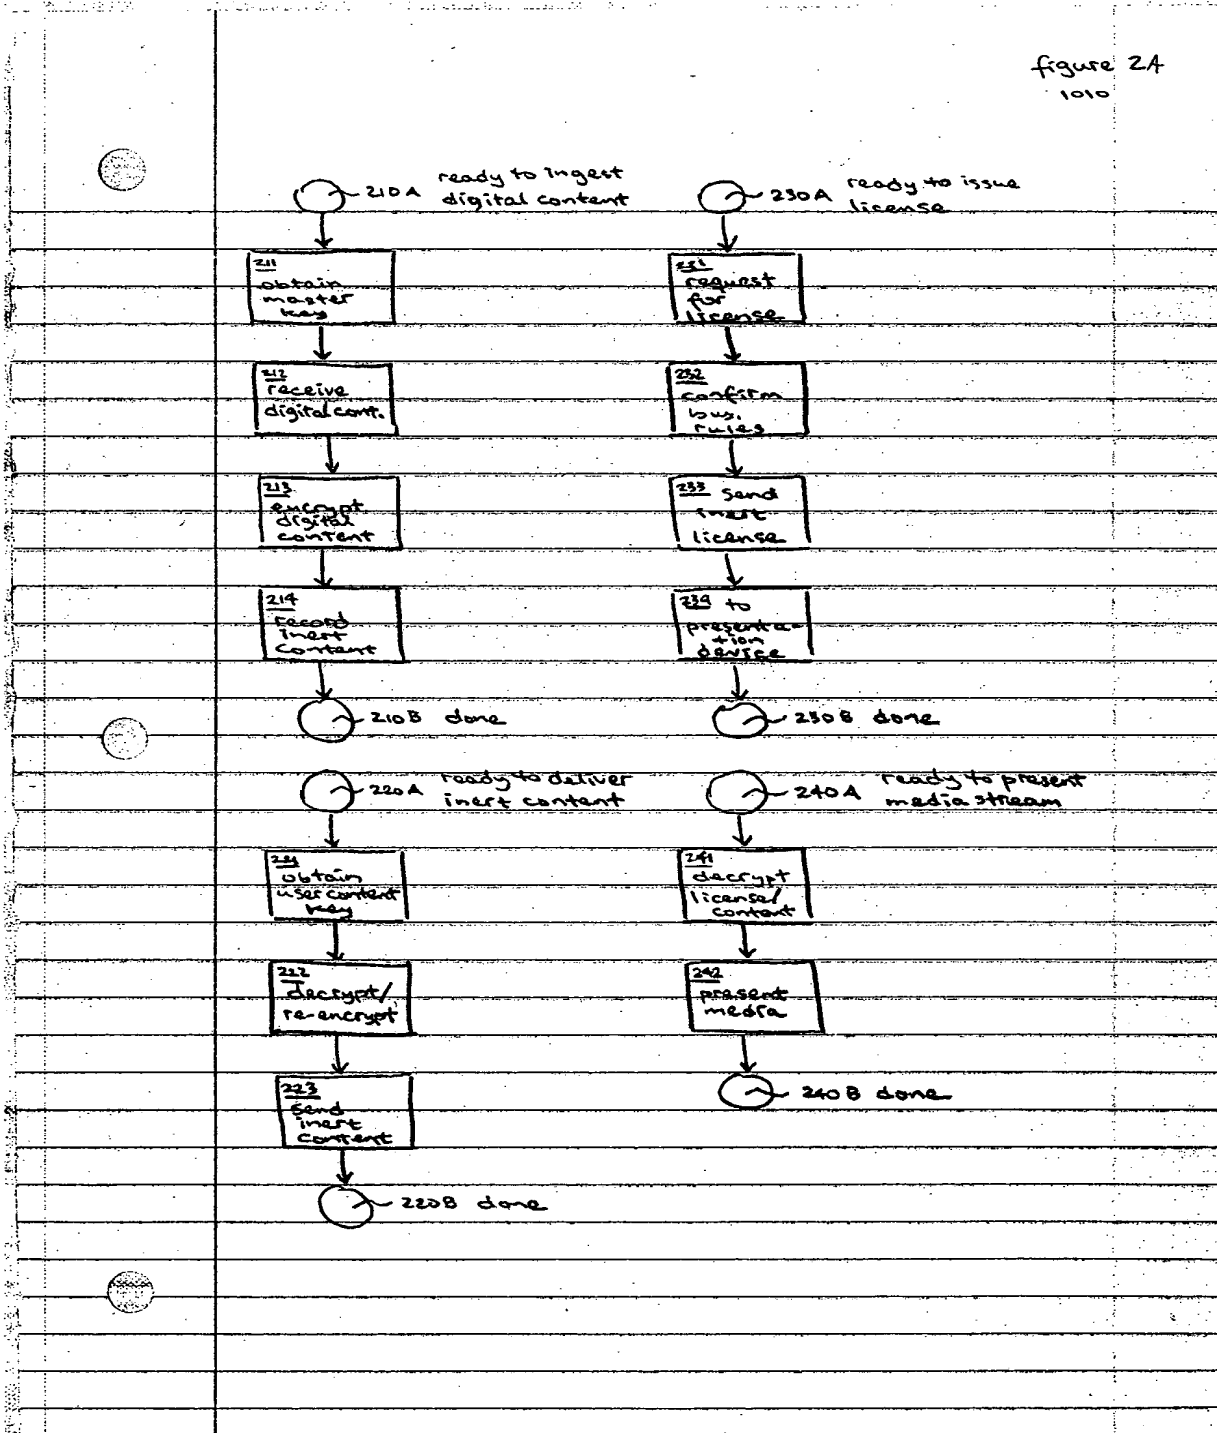 figure 2A
1010
210A ready to ingest
digital content
211
obtain
master
key
212
receive
digital cont.
213
encrypt
digital
content
214
record
inert
content
210B done
220A ready to deliver
inert content
221
obtain
user content
key
222
decrypt/
re-encrypt
223
send
inert
content
220B done
230A ready to issue
license
231
request
for
license
232
confirm
bus.
rules
233 send
inert
license
234 to
presenta-
tion
device
230B done
240A ready to present
media stream
241
decrypt
license/
content
242
present
media
240B done